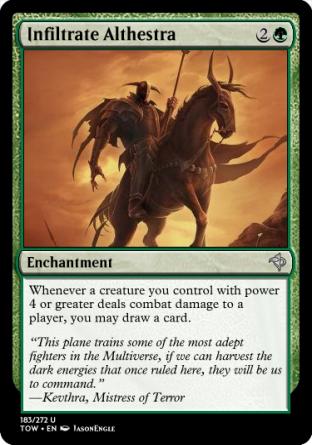 Infiltrate Althestra 2
Enchantment
Whenever a creature you control with power
4 or greater deals combat damage to a
player, you may draw a card.
“This plane trains some of the most adept
fighters in the Multiverse, if we can harvest the
dark energies that once ruled here, they will be us
to command.”
—Kevthra, Mistress of Terror
183/272 U
TOW • EN JasonEngle